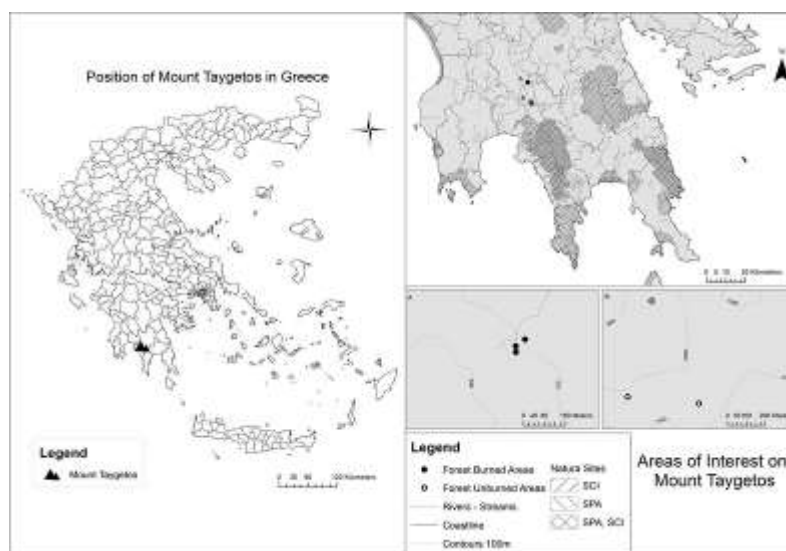 Position of Mount Taygetos in Greece
Legend
Mount Taygetos
Legend
Forest Burned Areas
Forest Unburned Areas
Rivers - Streams
Coastline
Contours 100m
Natura Sites
SCI
SPA
SPA, SCI
Areas of Interest on
Mount Taygetos